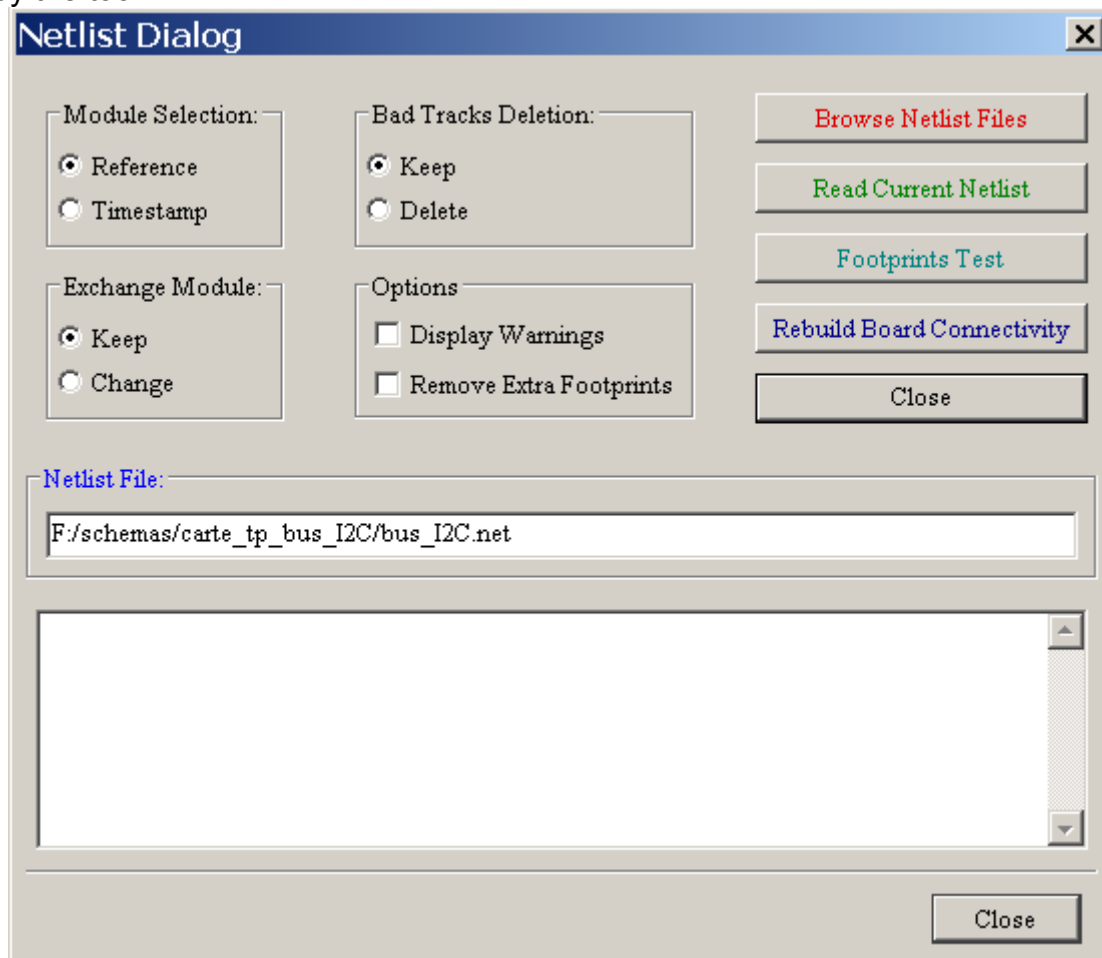 Netlist Dialog
Module Selection:
Reference
Timestamp
Bad Tracks Deletion:
Keep
Delete
Browse Netlist Files
Read Current Netlist
Footprints Test
Rebuild Board Connectivity
Close
Exchange Module:
Keep
Change
Options
Display Warnings
Remove Extra Footprints
Netlist File:
F:/schemas/carte_tp_bus_I2C/bus_I2C.net
Close